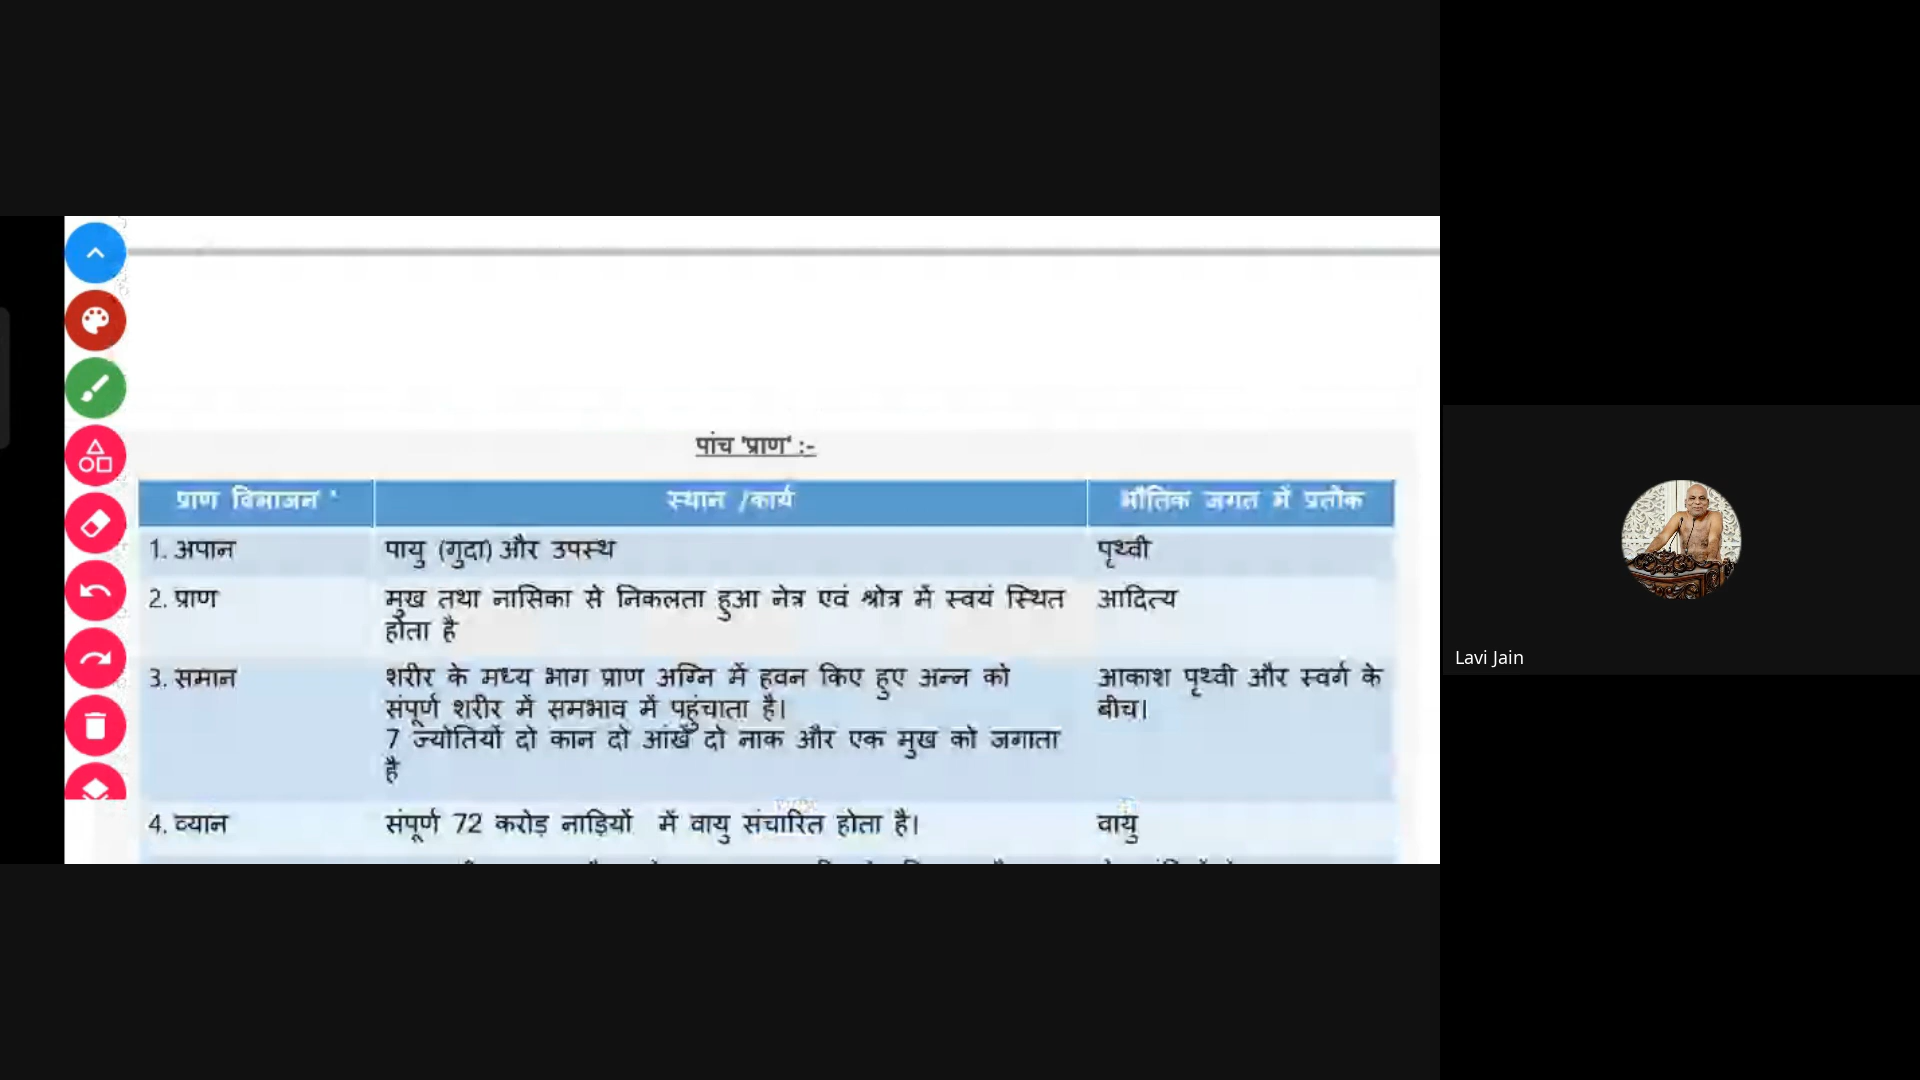 पांच 'प्राण' :-
प्राण विभाजन स्थान /कार्य भौतिक जगत में प्रतीक
1. अपान पायु (गुदा) और उपस्थ पृथ्वी
2. प्राण मुख तथा नासिका से निकलता हुआ नेत्र एवं श्रोत्र में स्वयं स्थित आदित्य
होता है
3. समान शरीर के मध्य भाग प्राण अग्नि में हवन किए हुए अन्न को आकाश पृथ्वी और स्वर्ग के
संपूर्ण शरीर में समभाव में पहुंचाता है। बीच।
7 ज्योतियों दो कान दो आंखें दो नाक और एक मुख को जगाता
है
4. व्यान संपूर्ण 72 करोड़ नाड़ियों में वायु संचारित होता है। वायु
Lavi Jain